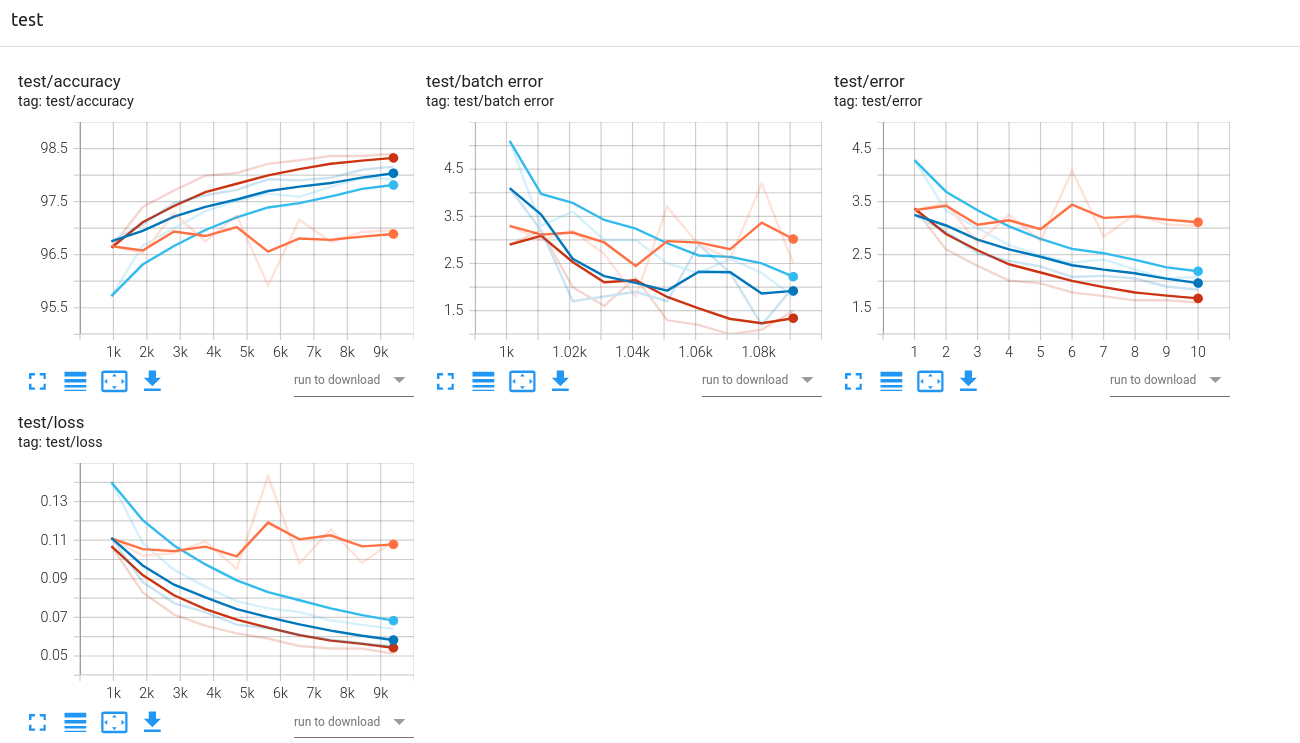 test
test/accuracy
tag: test/accuracy
98.5
97.5
96.5
95.5
1k 2k 3k 4k 5k 6k 7k 8k 9k
run to download
test/batch error
tag: test/batch error
4.5
3.5
2.5
1.5
1k 1.02k 1.04k 1.06k 1.08k
run to download
test/error
tag: test/error
4.5
3.5
2.5
1.5
1 2 3 4 5 6 7 8 9 10
run to download
test/loss
tag: test/loss
0.13
0.11
0.09
0.07
0.05
1k 2k 3k 4k 5k 6k 7k 8k 9k
run to download